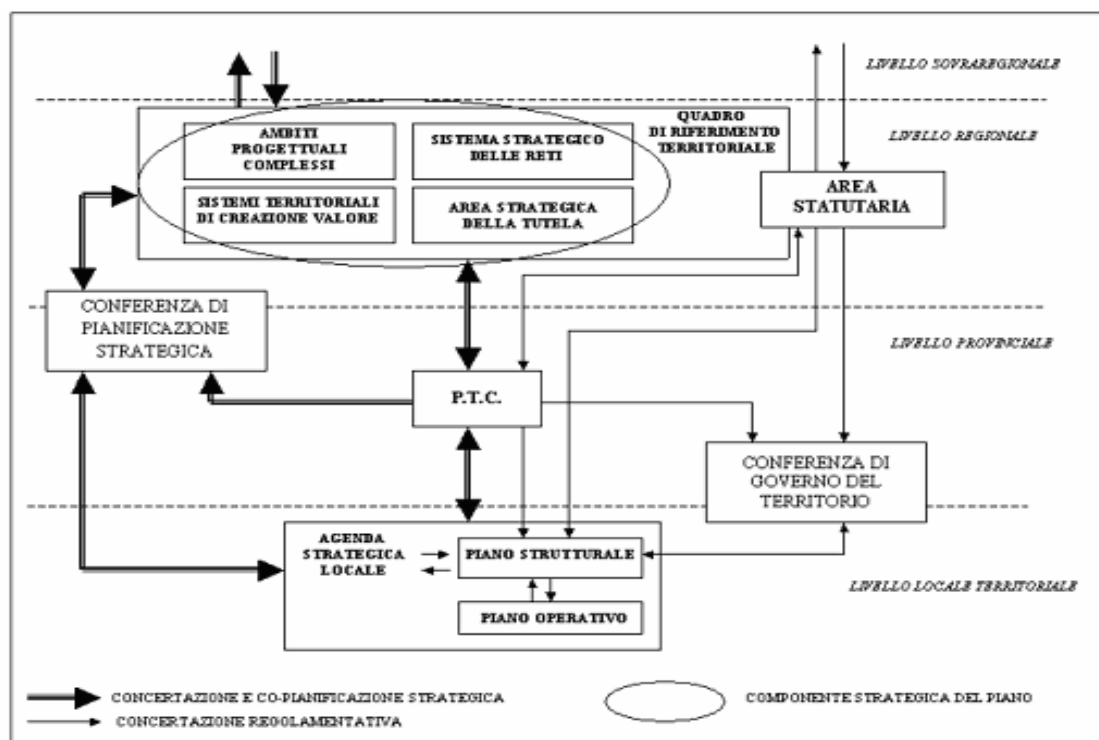 LIVELLO SOVRAREGIONALE
QUADRO
DI RIFERIMENTO
TERRITORIALE
LIVELLO REGIONALE
AMBITI
PROGETTUALI
COMPLESSI
SISTEMA STRATEGICO
DELLE RETI
SISTEMI TERRITORIALI
DI CREAZIONE VALORE
AREA STRATEGICA
DELLA TUTELA
AREA
STATUTARIA
CONFERENZA DI
PIANIFICAZIONE
STRATEGICA
LIVELLO PROVINCIALE
P.T.C.
CONFERENZA DI
GOVERNO DEL
TERRITORIO
AGENDA
STRATEGICA
LOCALE
PIANO STRUTTURALE
PIANO OPERATIVO
LIVELLO LOCALE TERRITORIALE
CONCERTAZIONE E CO-PIANIFICAZIONE STRATEGICA
CONCERTAZIONE REGOLAMENTATIVA
COMPONENTE STRATEGICA DEL PIANO